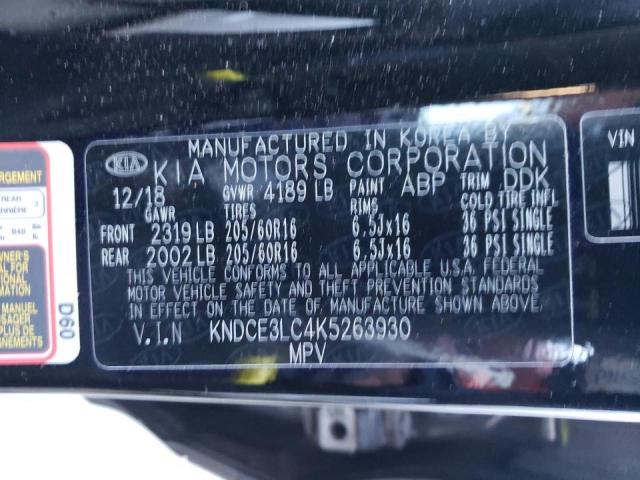 MANUFACTURED IN KOREA BY
KIA KIA MOTORS CORPORATION
12/18 GVWR 4189 LB PAINT ABP TRIM DDK
GAWR TIRES RIMS COLD TIRE INFL
FRONT 2319 LB 205/60R16 6.5Jx16 36 PSI SINGLE
REAR 2002 LB 205/60R16 6.5Jx16 36 PSI SINGLE
THIS VEHICLE CONFORMS TO ALL APPLICABLE U.S.A. FEDERAL
MOTOR VEHICLE SAFETY AND THEFT PREVENTION STANDARDS
IN EFFECT ON THE DATE OF MANUFACTURE SHOWN ABOVE.
V.I.N KNDCE3LC4K5263930
MPV
D60
VIN